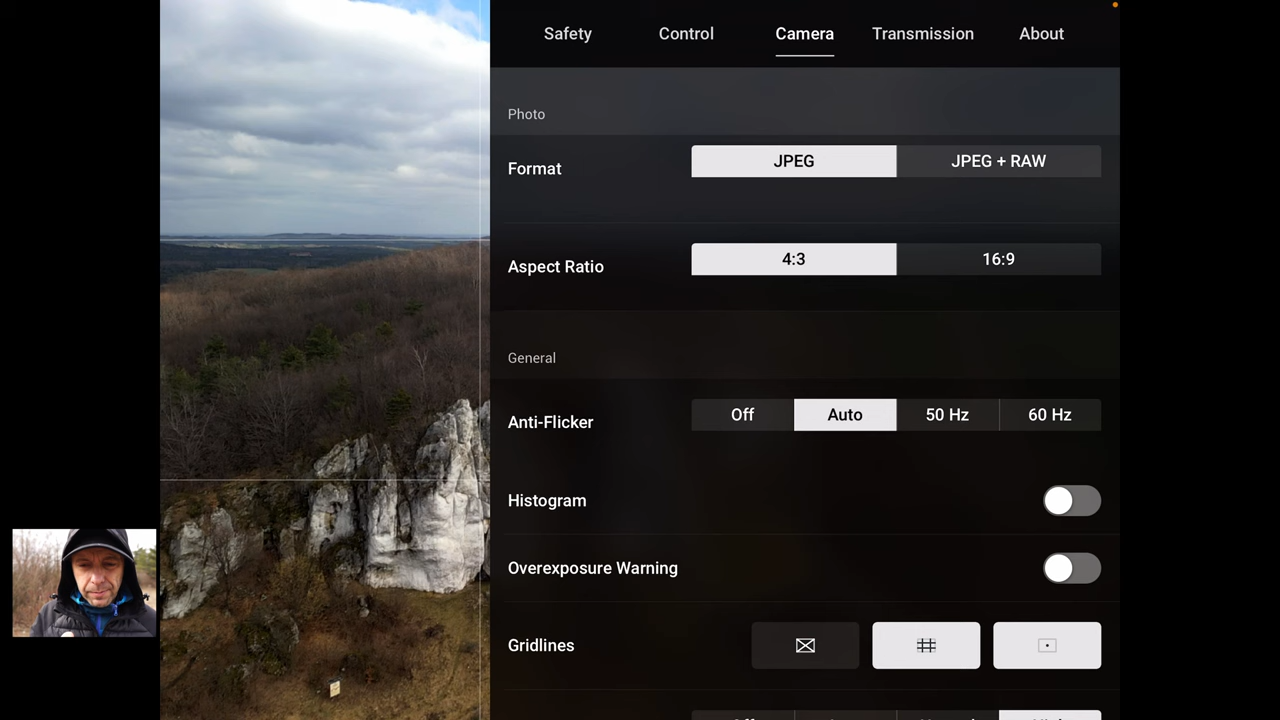 Safety Control Camera Transmission About
Photo
Format JPEG JPEG + RAW
Aspect Ratio 4:3 16:9
General
Anti-Flicker Off Auto 50 Hz 60 Hz
Histogram
Overexposure Warning
Gridlines